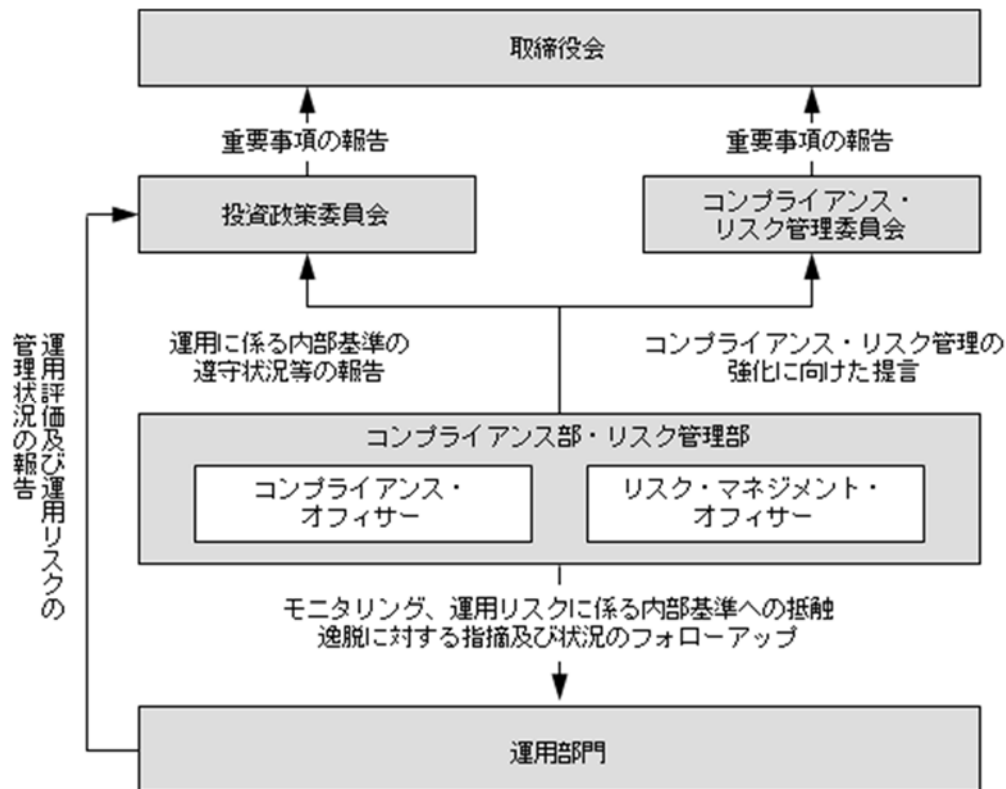 取締役会
重要事項の報告
重要事項の報告
投資政策委員会
コンプライアンス・
リスク管理委員会
運用に係る内部基準の
遵守状況等の報告
コンプライアンス・リスク管理の
強化に向けた提言
運用評価及び運用リスクの
管理状況の報告
コンプライアンス部・リスク管理部
コンプライアンス・
オフィサー
リスク・マネジメント・
オフィサー
モニタリング、運用リスクに係る内部基準への抵触
逸脱に対する指摘及び状況のフォローアップ
運用部門